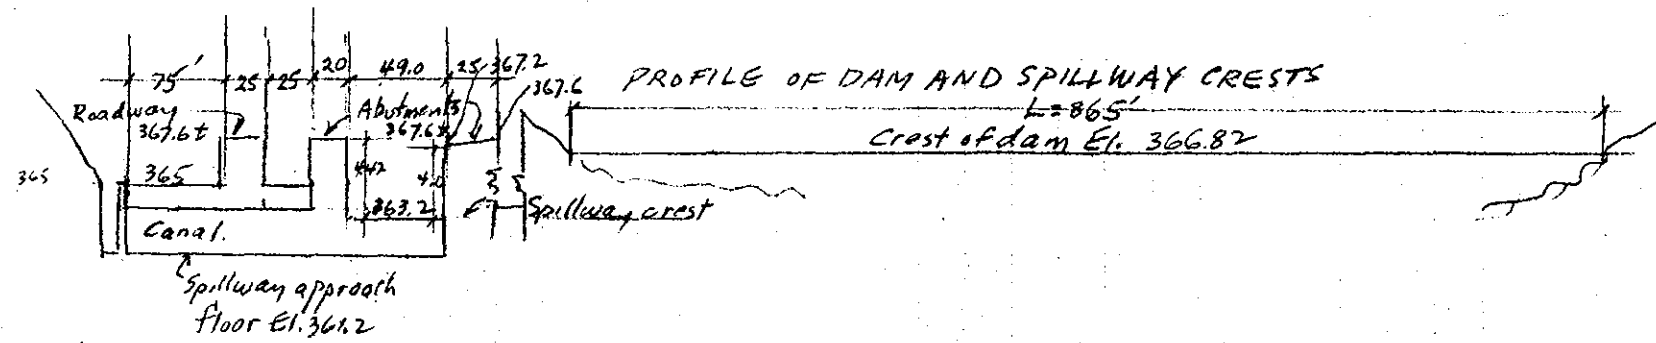 75' 25 25 20 49.0 25 367.2
PROFILE OF DAM AND SPILLWAY CRESTS
367.6
L=865'
Roadway
Abutments
367.6±
367.6±
Crest of dam El. 366.82
365
365
4.0
363.2
Spillway crest
Canal.
Spillway approach
floor El. 361.2